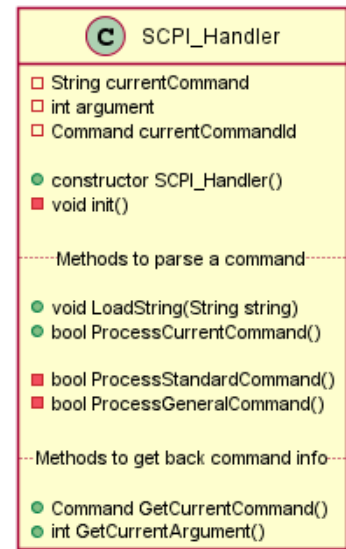 C SCPI_Handler
String currentCommand
int argument
Command currentCommandId
constructor SCPI_Handler()
void init()
Methods to parse a command
void LoadString(String string)
bool ProcessCurrentCommand()
bool ProcessStandardCommand()
bool ProcessGeneralCommand()
Methods to get back command info
Command GetCurrentCommand()
int GetCurrentArgument()